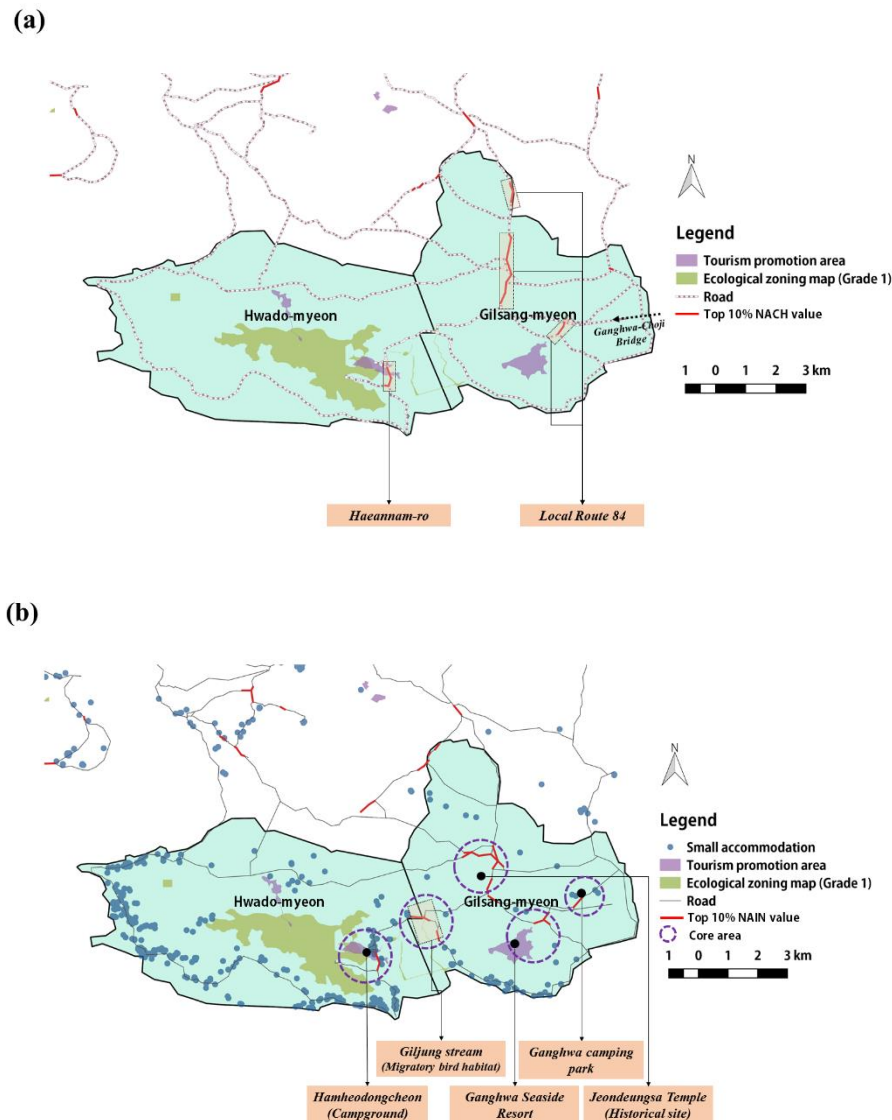 (a)
N
Legend
Tourism promotion area
Ecological zoning map (Grade 1)
Road
Top 10% NACH value
Hwado-myeon
Gilsang-myeon
Ganghwa-Choji
Bridge
1 0 1 2 3 km
Haeannam-ro
Local Route 84
(b)
N
Legend
Small accommodation
Tourism promotion area
Ecological zoning map (Grade 1)
Road
Top 10% NAIN value
Core area
Hwado-myeon
Gilsang-myeon
1 0 1 2 3 km
Giljung stream
(Migratory bird habitat)
Ganghwa camping
park
Hamheodongcheon
(Campground)
Ganghwa Seaside
Resort
Jeondeungsa Temple
(Historical site)